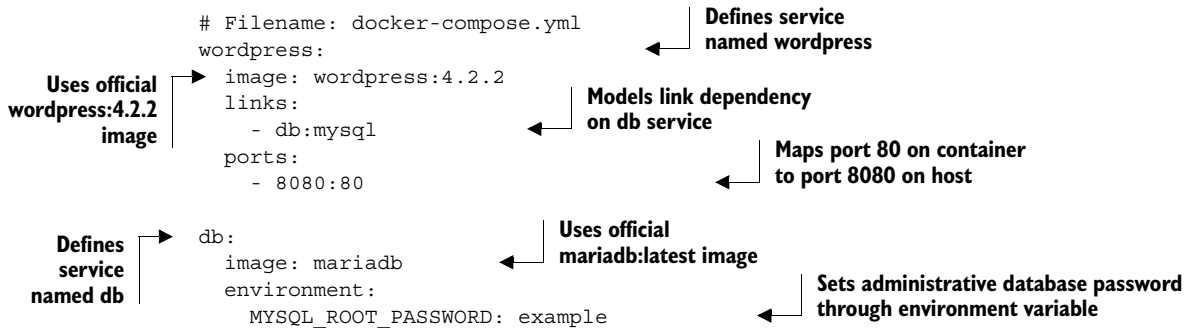 # Filename: docker-compose.yml
Defines service
named wordpress
wordpress:
Uses official
wordpress:4.2.2
image
image: wordpress:4.2.2
links:
- db:mysql
Models link dependency
on db service
ports:
- 8080:80
Maps port 80 on container
to port 8080 on host
Defines
service
named db
db:
image: mariadb
Uses official
mariadb:latest image
environment:
MYSQL_ROOT_PASSWORD: example
Sets administrative database password
through environment variable